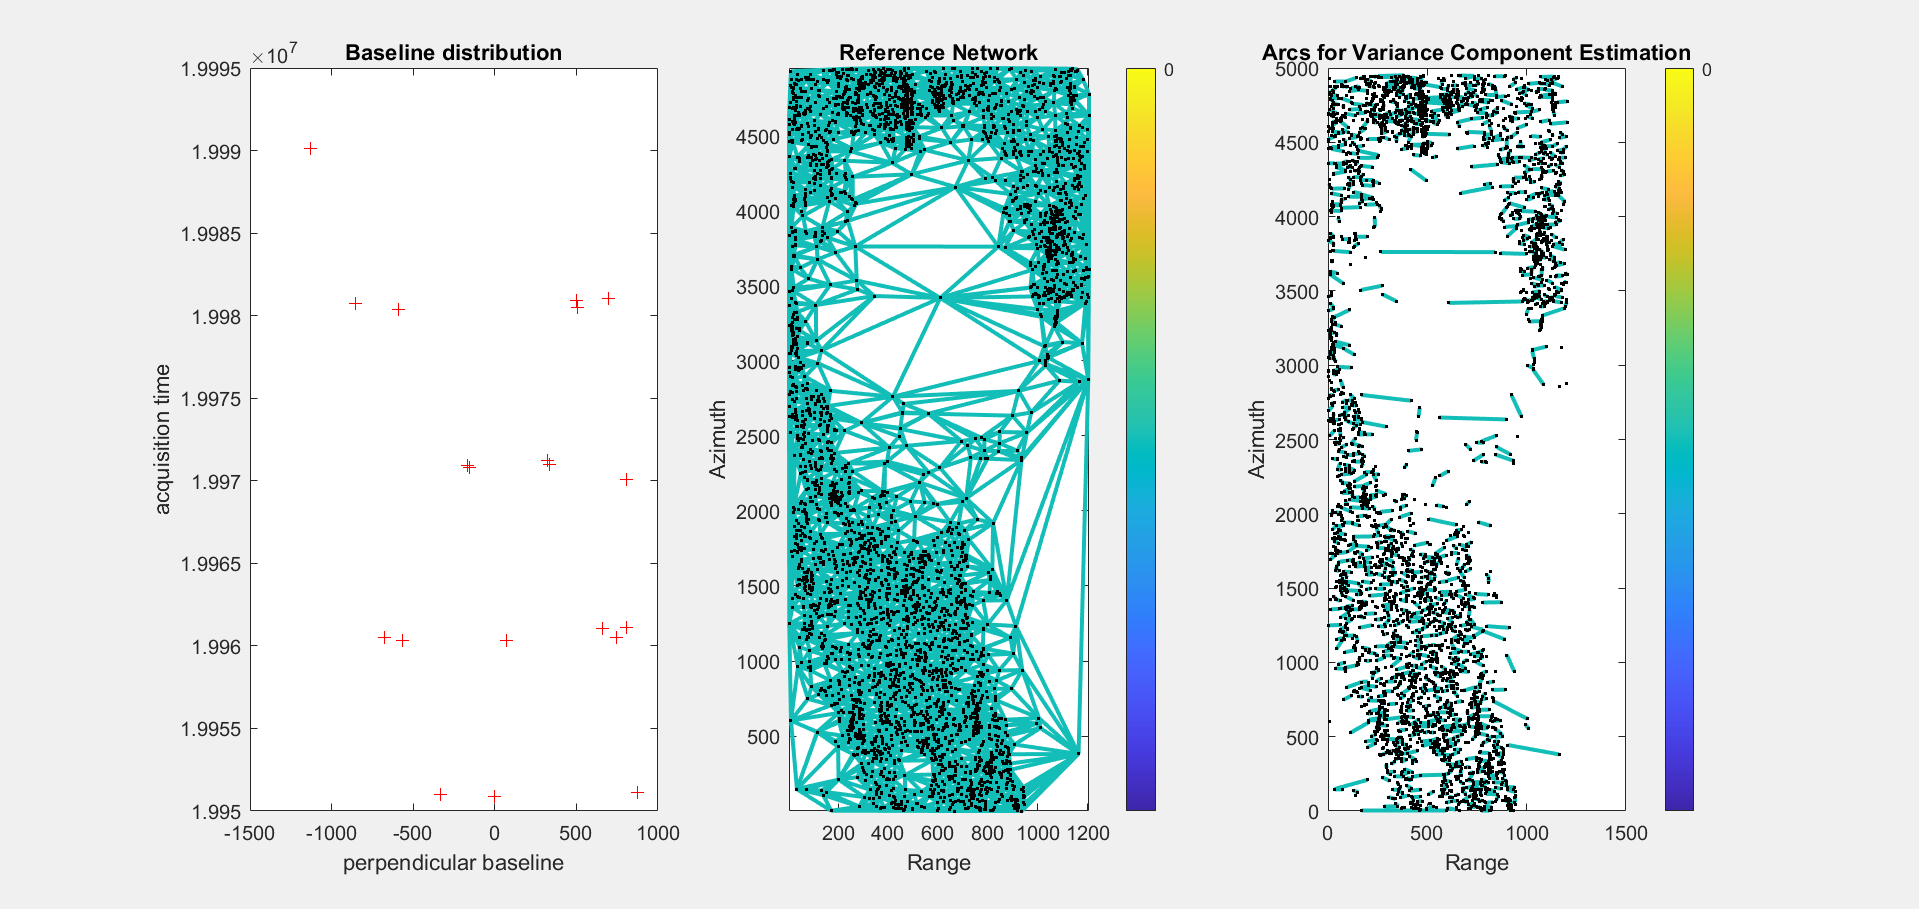 Baseline distribution
×10⁷
1.9995
1.999
1.9985
1.998
1.9975
1.997
1.9965
1.996
1.9955
1.995
acquisition time
-1500 -1000 -500 0 500 1000
perpendicular baseline
Reference Network
4500
4000
3500
3000
2500
2000
1500
1000
500
Azimuth
200 400 600 800 1000 1200
Range
0
Arcs for Variance Component Estimation
5000
4500
4000
3500
3000
2500
2000
1500
1000
500
0
Azimuth
0 500 1000 1500
Range
0